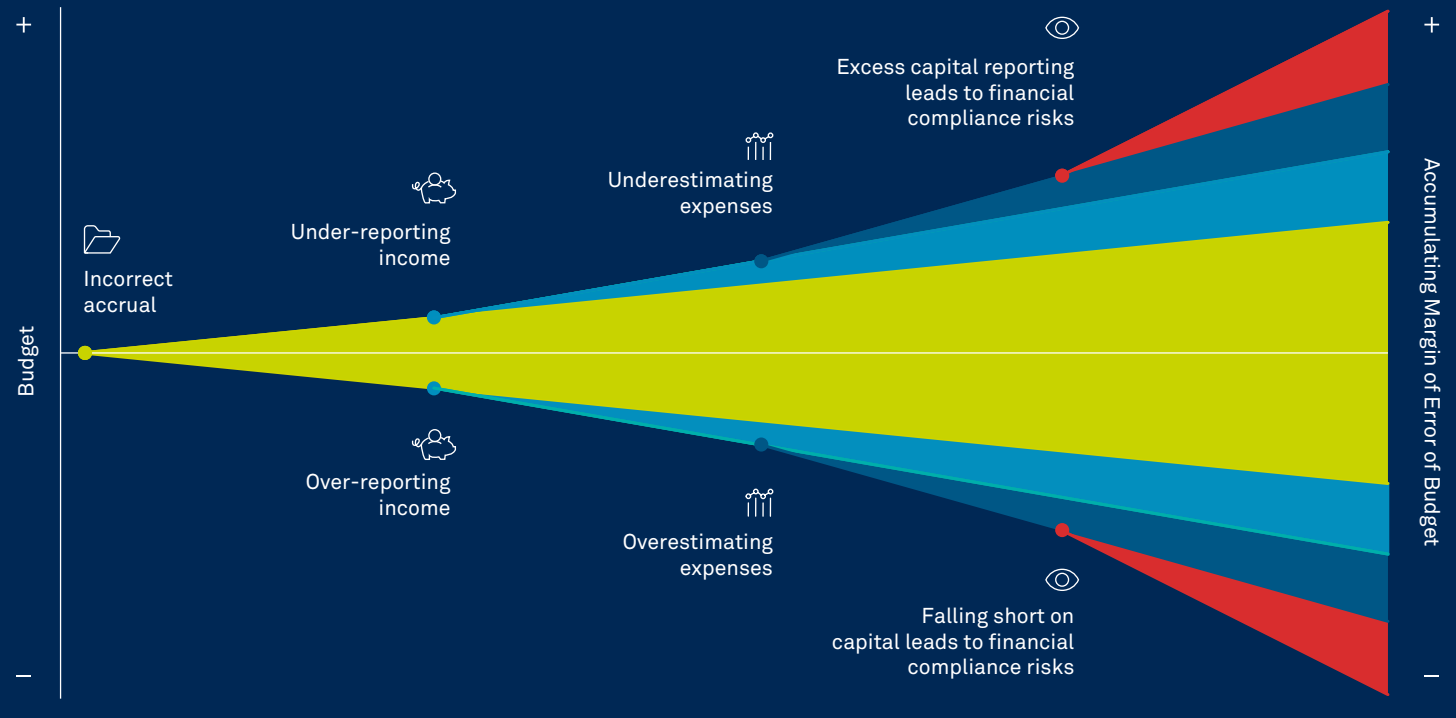 +
+
Excess capital reporting
leads to financial
compliance risks
Underestimating
expenses
Under-reporting
income
Incorrect
accrual
Budget
Accumulating Margin of Error of Budget
Over-reporting
income
Overestimating
expenses
Falling short on
capital leads to financial
compliance risks
–
–